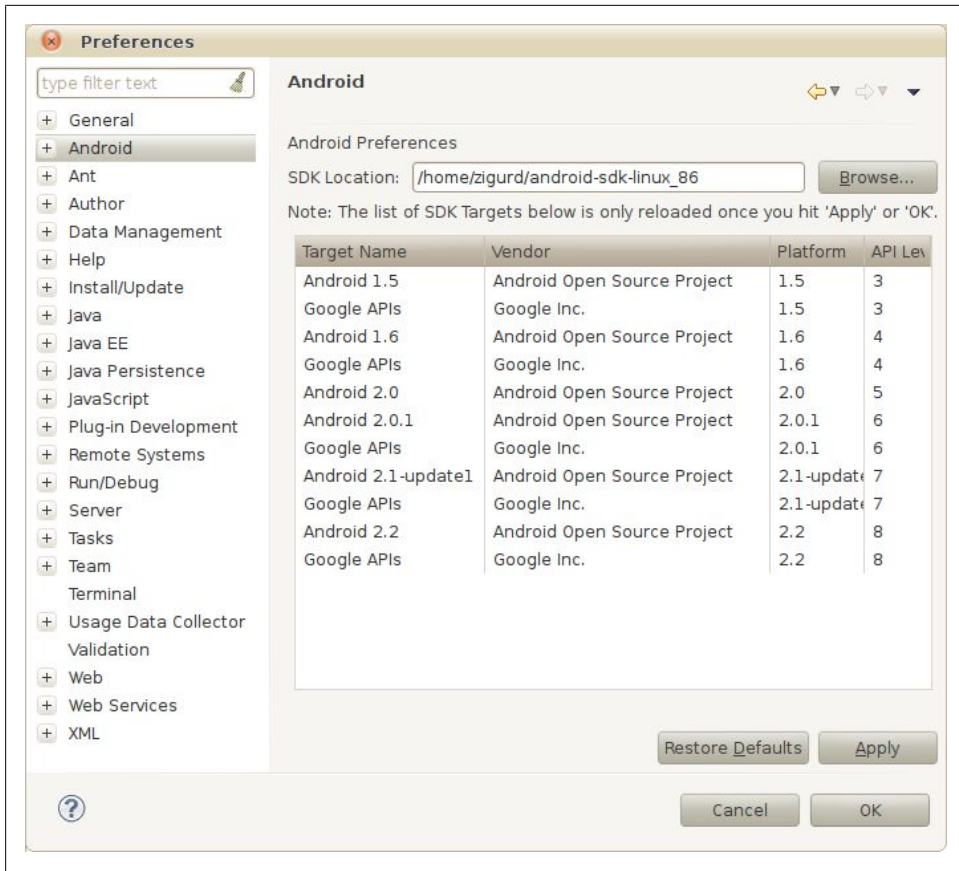 Preferences
type filter text
General
Android
Ant
Author
Data Management
Help
Install/Update
Java
Java EE
Java Persistence
JavaScript
Plug-in Development
Remote Systems
Run/Debug
Server
Tasks
Team
Terminal
Usage Data Collector
Validation
Web
Web Services
XML
Android
Android Preferences
SDK Location: /home/zigurd/android-sdk-linux_86 Browse...
Note: The list of SDK Targets below is only reloaded once you hit 'Apply' or 'OK'.
Target Name Vendor Platform API Lev
Android 1.5 Android Open Source Project 1.5 3
Google APIs Google Inc. 1.5 3
Android 1.6 Android Open Source Project 1.6 4
Google APIs Google Inc. 1.6 4
Android 2.0 Android Open Source Project 2.0 5
Android 2.0.1 Android Open Source Project 2.0.1 6
Google APIs Google Inc. 2.0.1 6
Android 2.1-update1 Android Open Source Project 2.1-update 7
Google APIs Google Inc. 2.1-update 7
Android 2.2 Android Open Source Project 2.2 8
Google APIs Google Inc. 2.2 8
Restore Defaults Apply
? Cancel OK